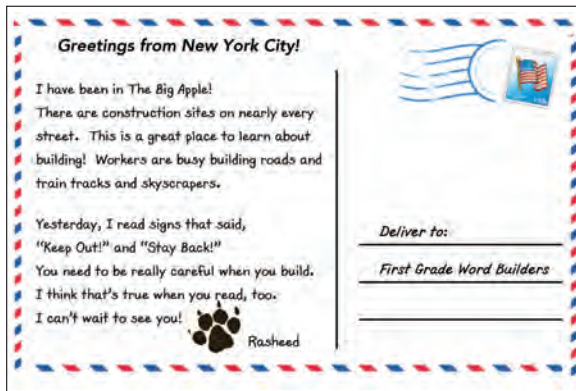 Greetings from New York City!
I have been in The Big Apple!
There are construction sites on nearly every
street. This is a great place to learn about
building! Workers are busy building roads and
train tracks and skyscrapers.
Yesterday, I read signs that said,
"Keep Out!" and "Stay Back!"
You need to be really careful when you build.
I think that's true when you read, too.
I can't wait to see you!
Rasheed
Deliver to:
First Grade Word Builders